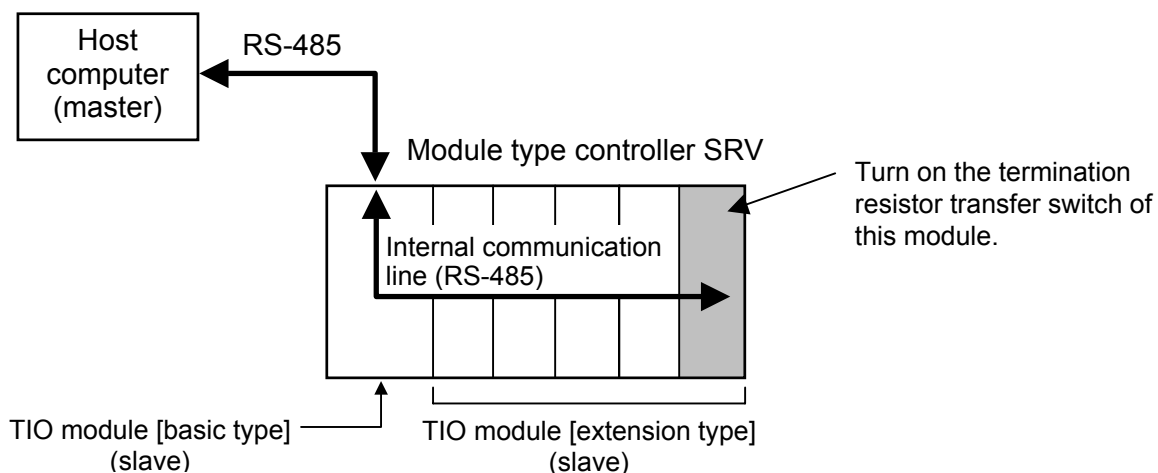 Host
computer
(master)
RS-485
Module type controller SRV
Turn on the termination
resistor transfer switch of
this module.
Internal communication
line (RS-485)
TIO module [basic type]
(slave)
TIO module [extension type]
(slave)